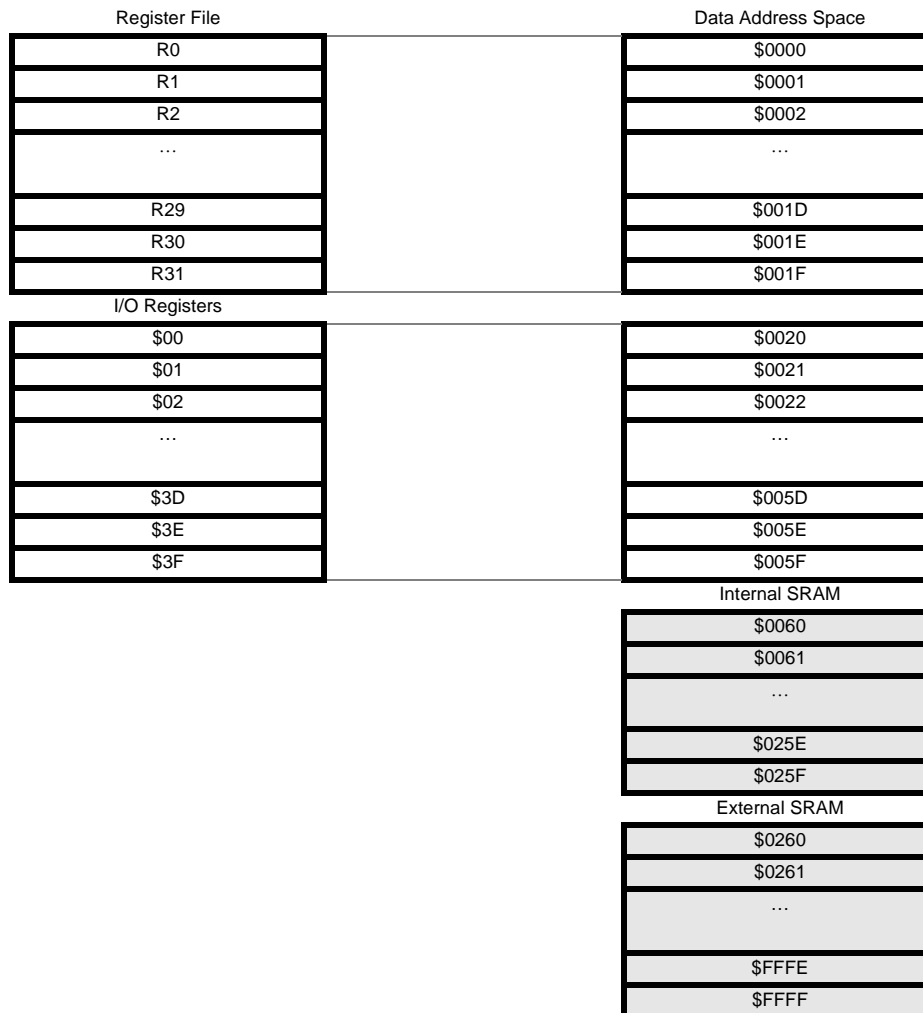 Register File
Data Address Space
R0
$0000
R1
$0001
R2
$0002
…
…
R29
$001D
R30
$001E
R31
$001F
I/O Registers
$00
$0020
$01
$0021
$02
$0022
…
…
$3D
$005D
$3E
$005E
$3F
$005F
Internal SRAM
$0060
$0061
…
$025E
$025F
External SRAM
$0260
$0261
…
$FFFE
$FFFF